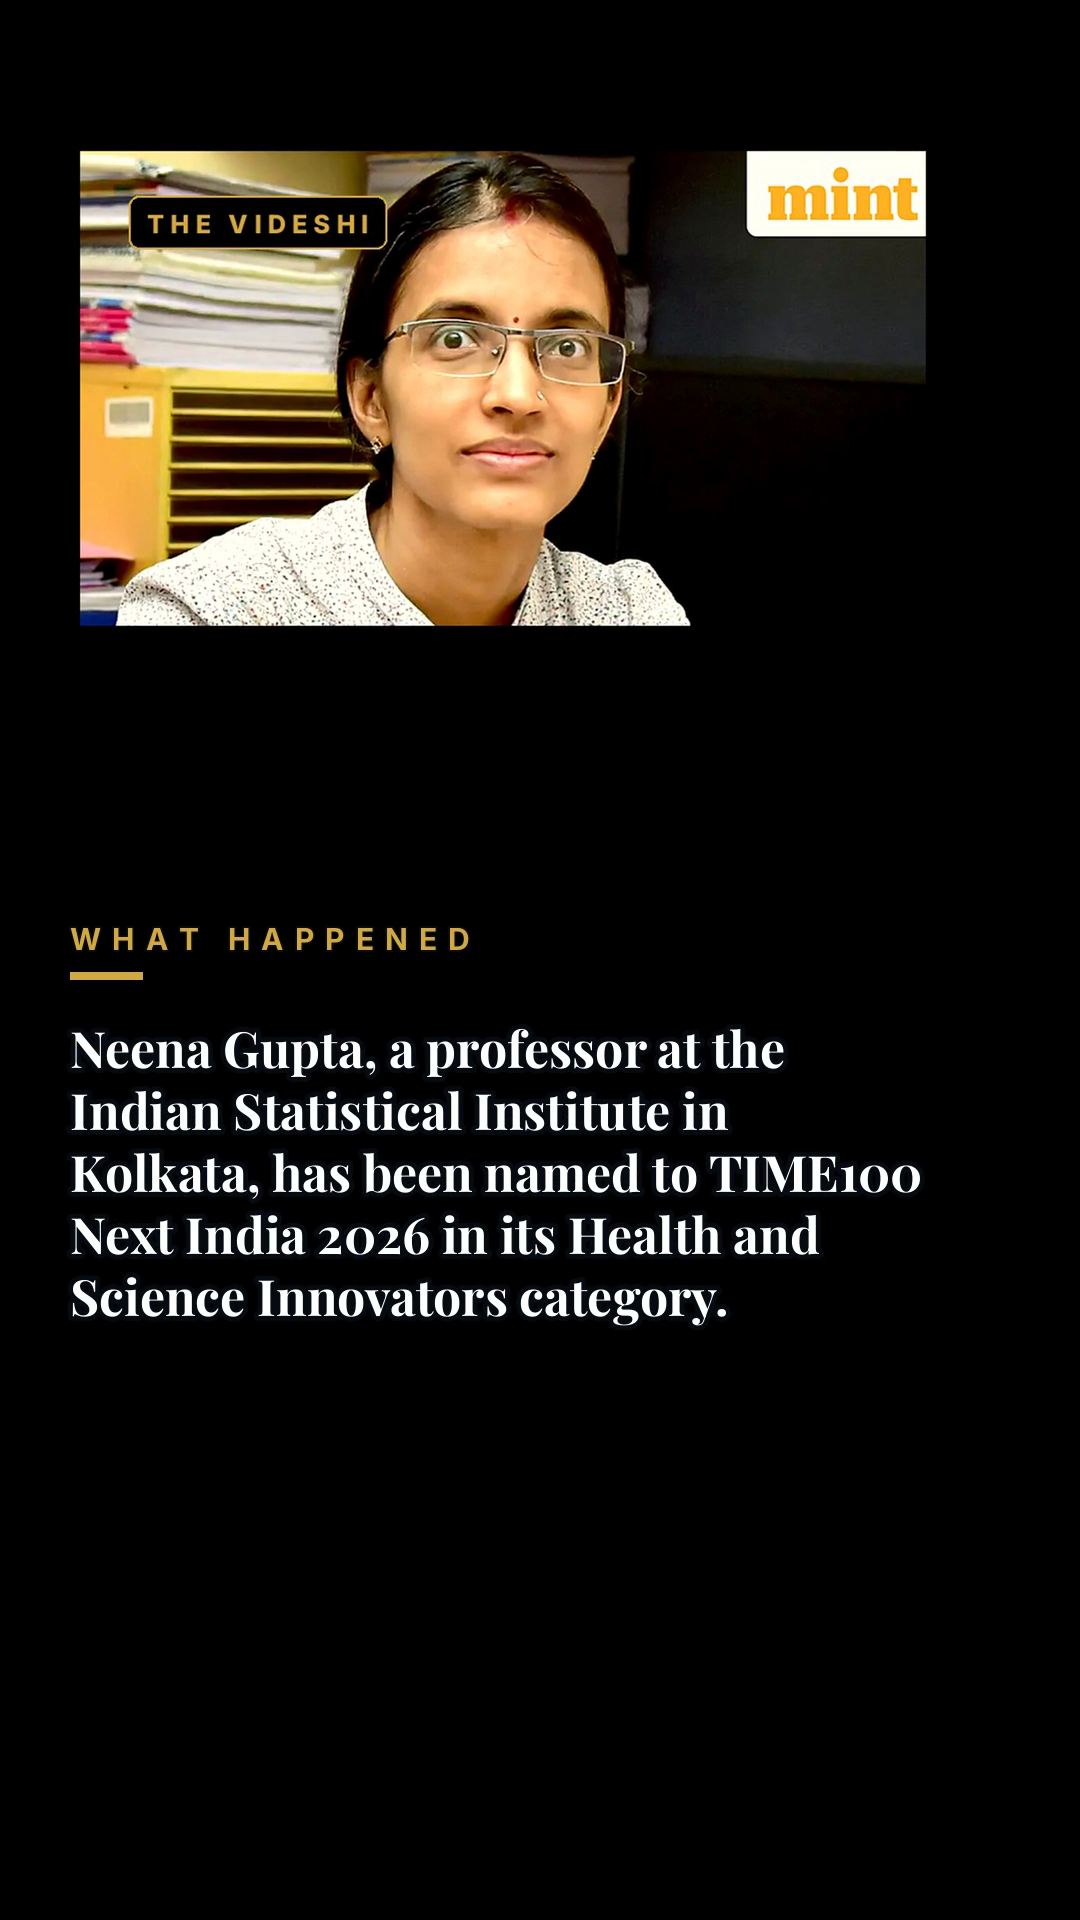 THE VIDESHI
mint
WHAT HAPPENED
Neena Gupta, a professor at the
Indian Statistical Institute in
Kolkata, has been named to TIME100
Next India 2026 in its Health and
Science Innovators category.